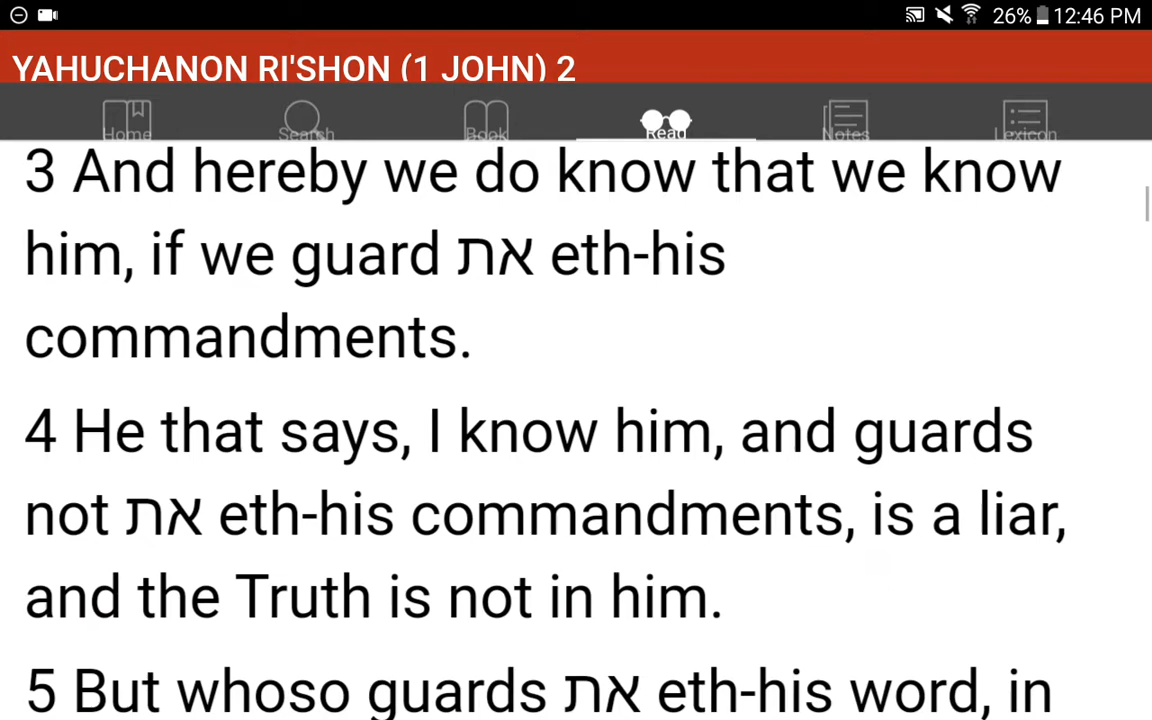 26% 12:46 PM
YAHUCHANON RI'SHON (1 JOHN) 2
Home Search Book Read Notes Lexicon
3 And hereby we do know that we know
him, if we guard את eth-his
commandments.
4 He that says, I know him, and guards
not את eth-his commandments, is a liar,
and the Truth is not in him.
5 But whoso guards את eth-his word, in